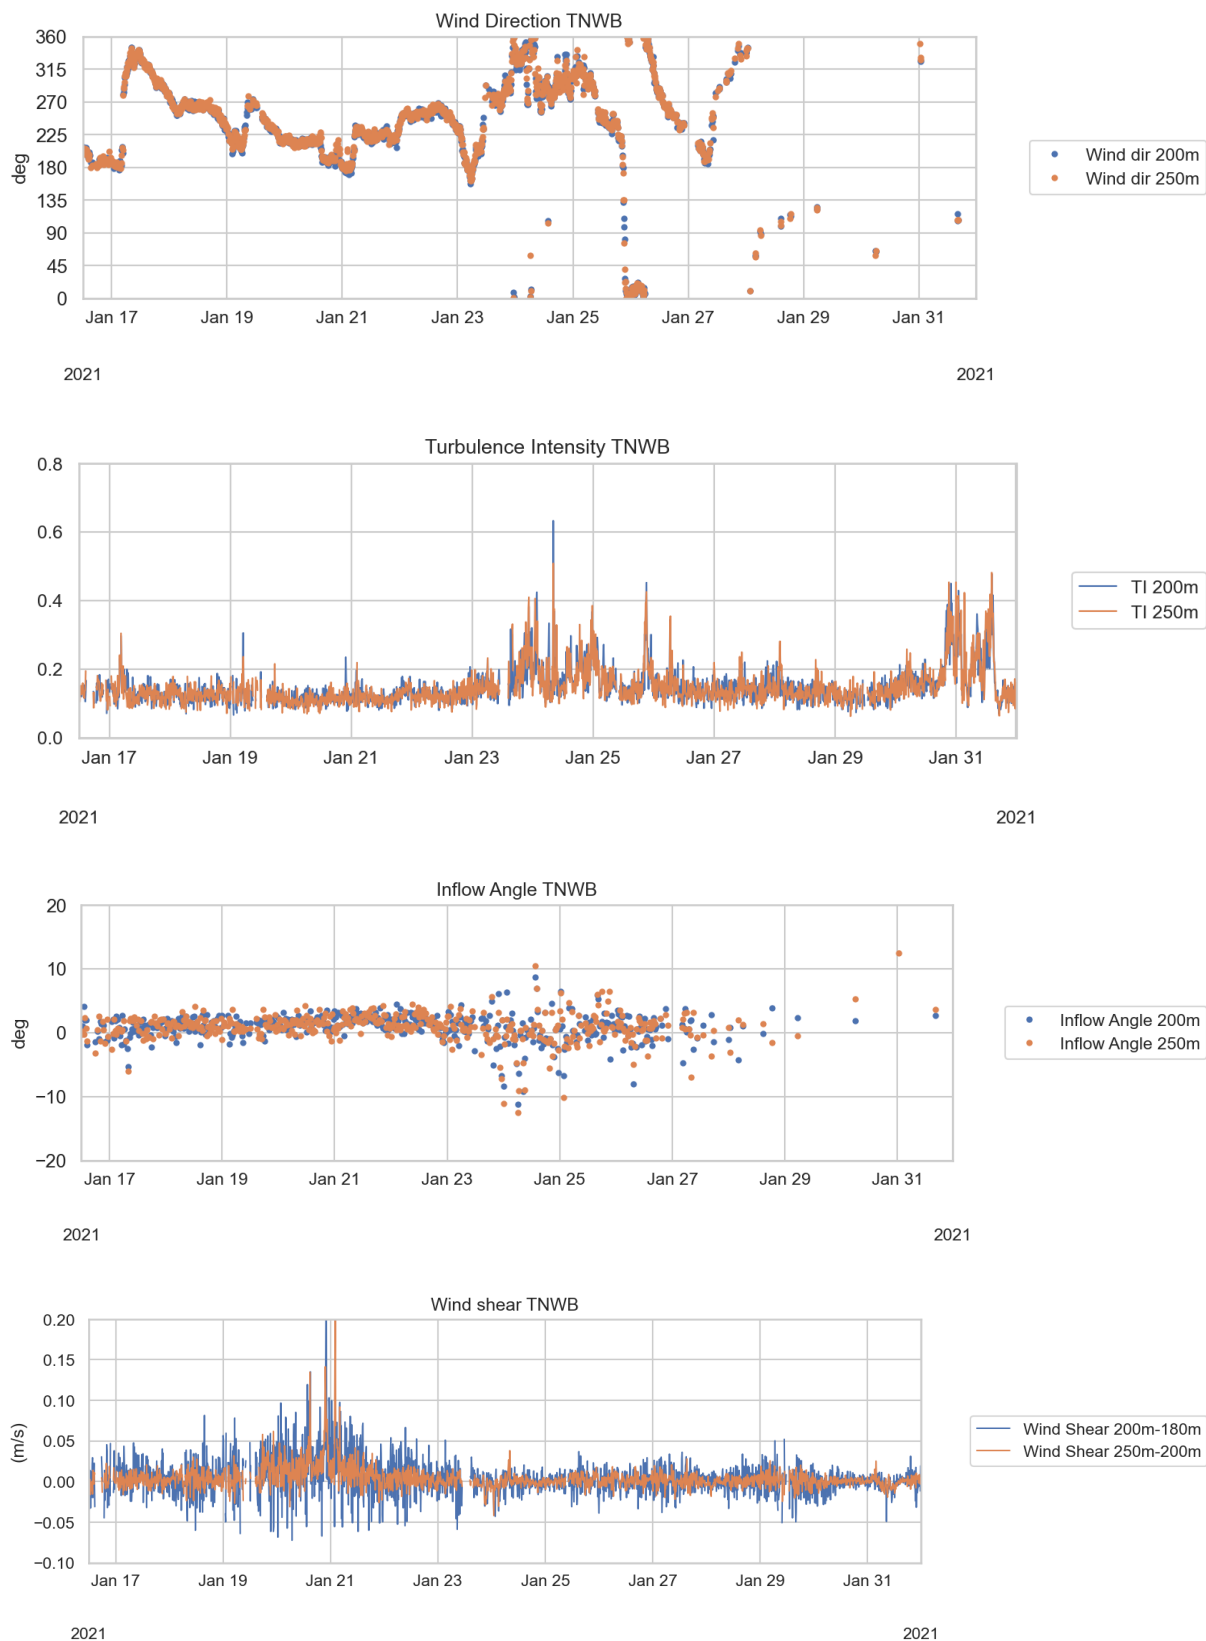 Wind Direction TNWB
360
315
270
225
180
135
90
45
0
deg
Jan 17 Jan 19 Jan 21 Jan 23 Jan 25 Jan 27 Jan 29 Jan 31
2021 2021
Wind dir 200m
Wind dir 250m
Turbulence Intensity TNWB
0.8
0.6
0.4
0.2
0.0
Jan 17 Jan 19 Jan 21 Jan 23 Jan 25 Jan 27 Jan 29 Jan 31
2021 2021
TI 200m
TI 250m
Inflow Angle TNWB
20
10
0
−10
−20
deg
Jan 17 Jan 19 Jan 21 Jan 23 Jan 25 Jan 27 Jan 29 Jan 31
2021 2021
Inflow Angle 200m
Inflow Angle 250m
Wind shear TNWB
0.20
0.15
0.10
0.05
0.00
−0.05
−0.10
(m/s)
Jan 17 Jan 19 Jan 21 Jan 23 Jan 25 Jan 27 Jan 29 Jan 31
2021 2021
Wind Shear 200m-180m
Wind Shear 250m-200m